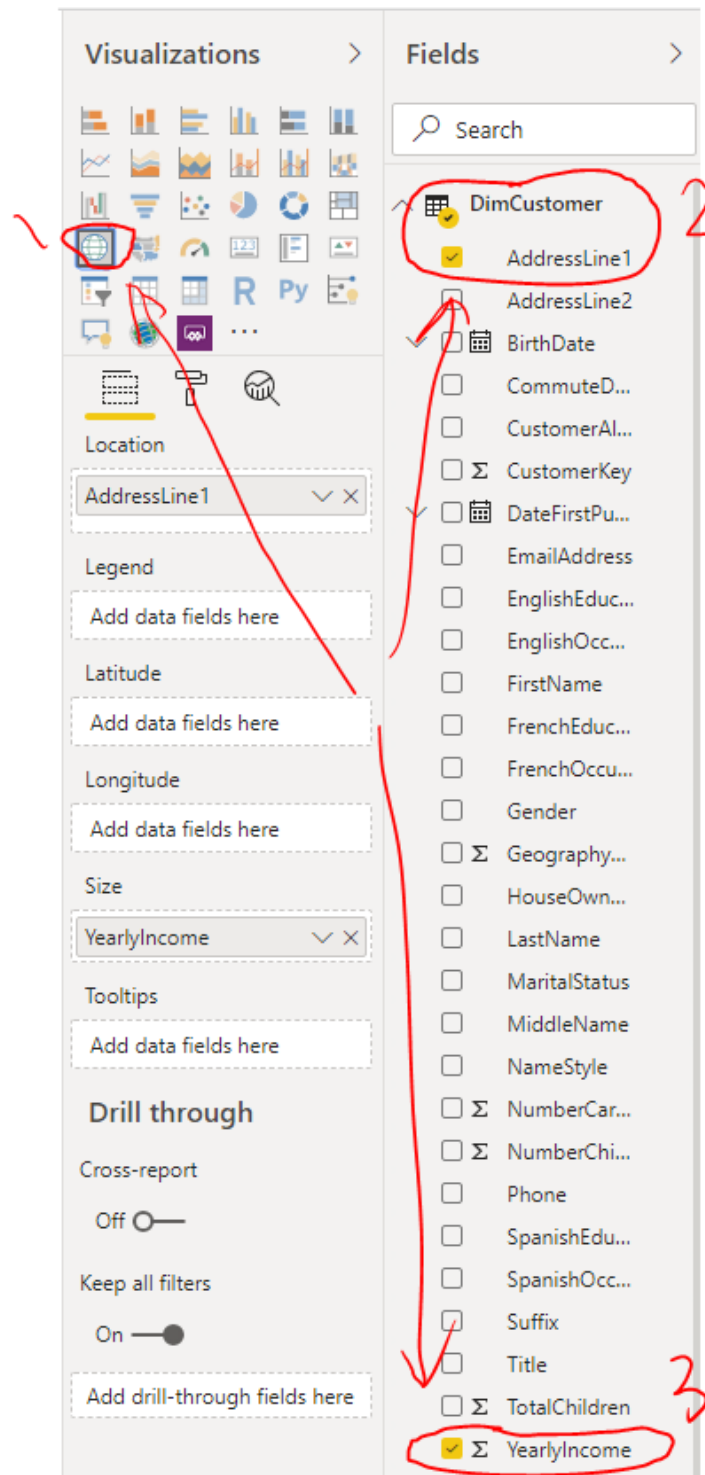 Visualizations
123
R
Py
Location
AddressLine1
Legend
Add data fields here
Latitude
Add data fields here
Longitude
Add data fields here
Size
YearlyIncome
Tooltips
Add data fields here
Drill through
Cross-report
Off
Keep all filters
On
Add drill-through fields here
Fields
Search
DimCustomer
2
AddressLine1
AddressLine2
BirthDate
CommuteD...
CustomerAl...
Σ CustomerKey
DateFirstPu...
EmailAddress
EnglishEduc...
EnglishOcc...
FirstName
FrenchEduc...
FrenchOccu...
Gender
Σ Geography...
HouseOwn...
LastName
MaritalStatus
MiddleName
NameStyle
Σ NumberCar...
Σ NumberChi...
Phone
SpanishEdu...
SpanishOcc...
Suffix
Title
3
Σ TotalChildren
Σ YearlyIncome